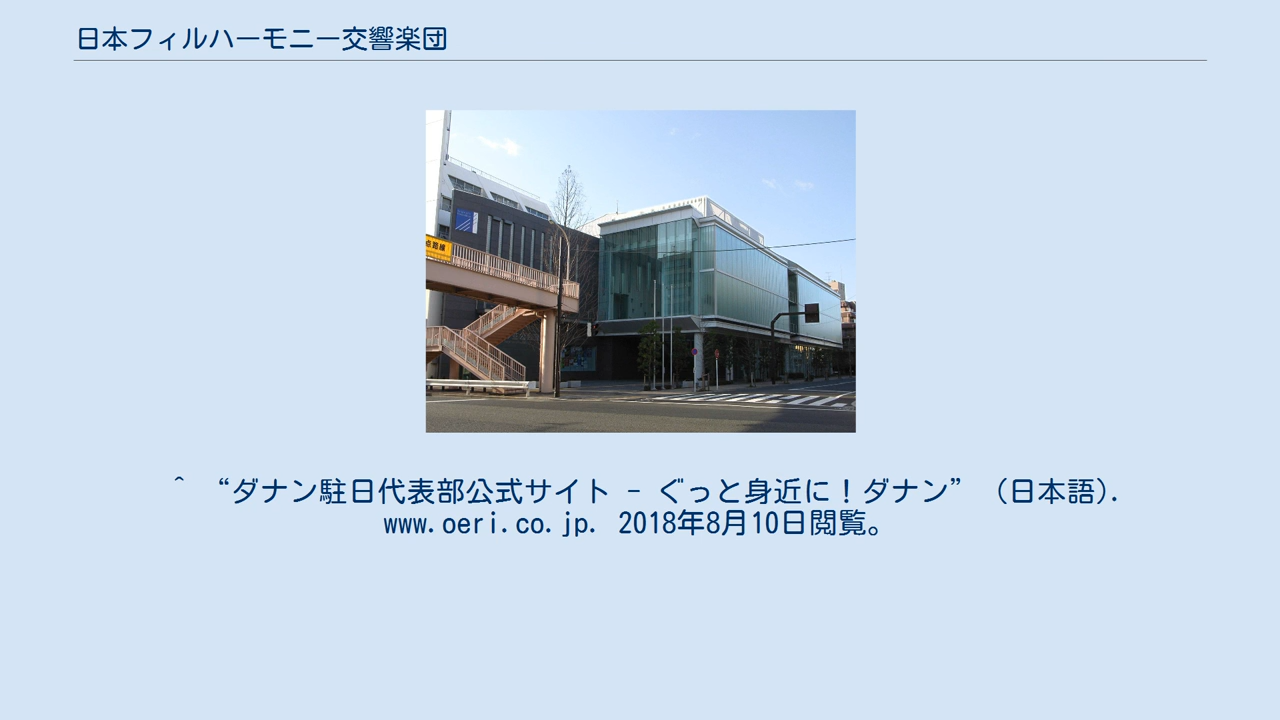 日本フィルハーモニー交響楽団
^ “ダナン駐日代表部公式サイト - ぐっと身近に！ダナン” (日本語).
www.oeri.co.jp. 2018年8月10日閲覧。